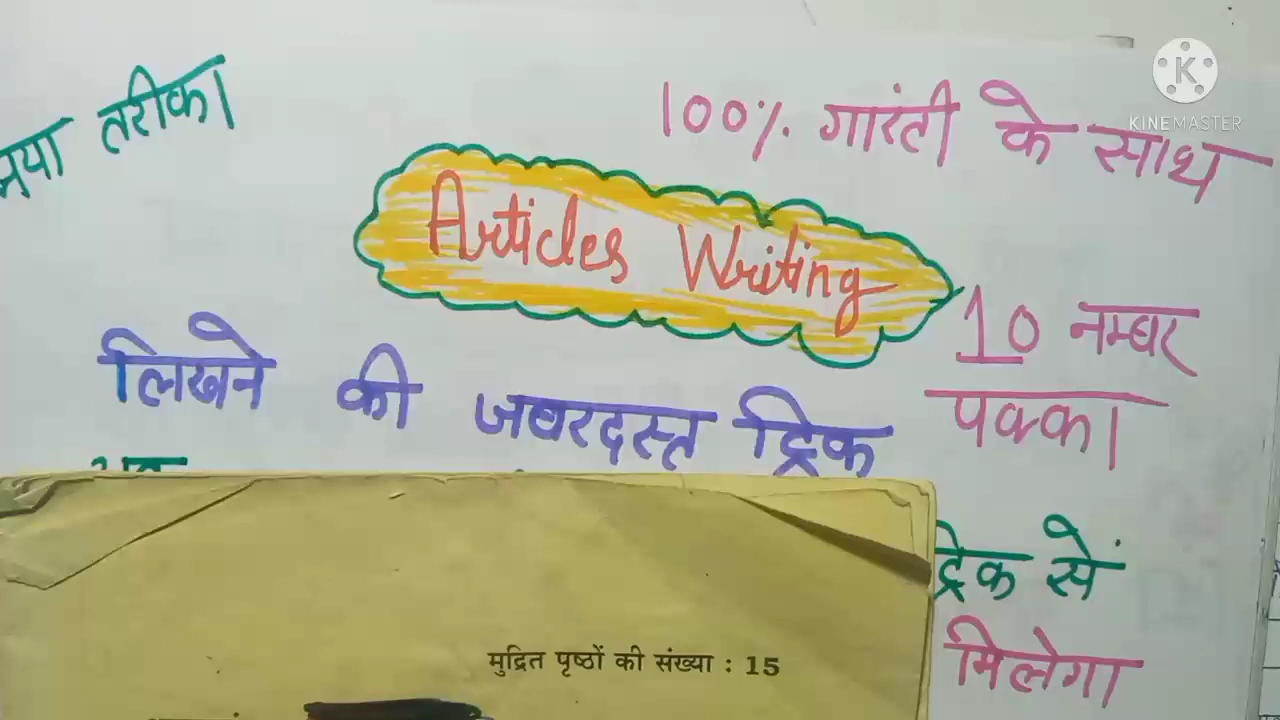 नया तरीका
100% गारंटी के साथ
KINEMASTER
Articles Writing
10 नम्बर
पक्का
लिखने की जबरदस्त ट्रिक
ट्रिक सें
मिलेगा
मुद्रित पृष्ठों की संख्या : 15